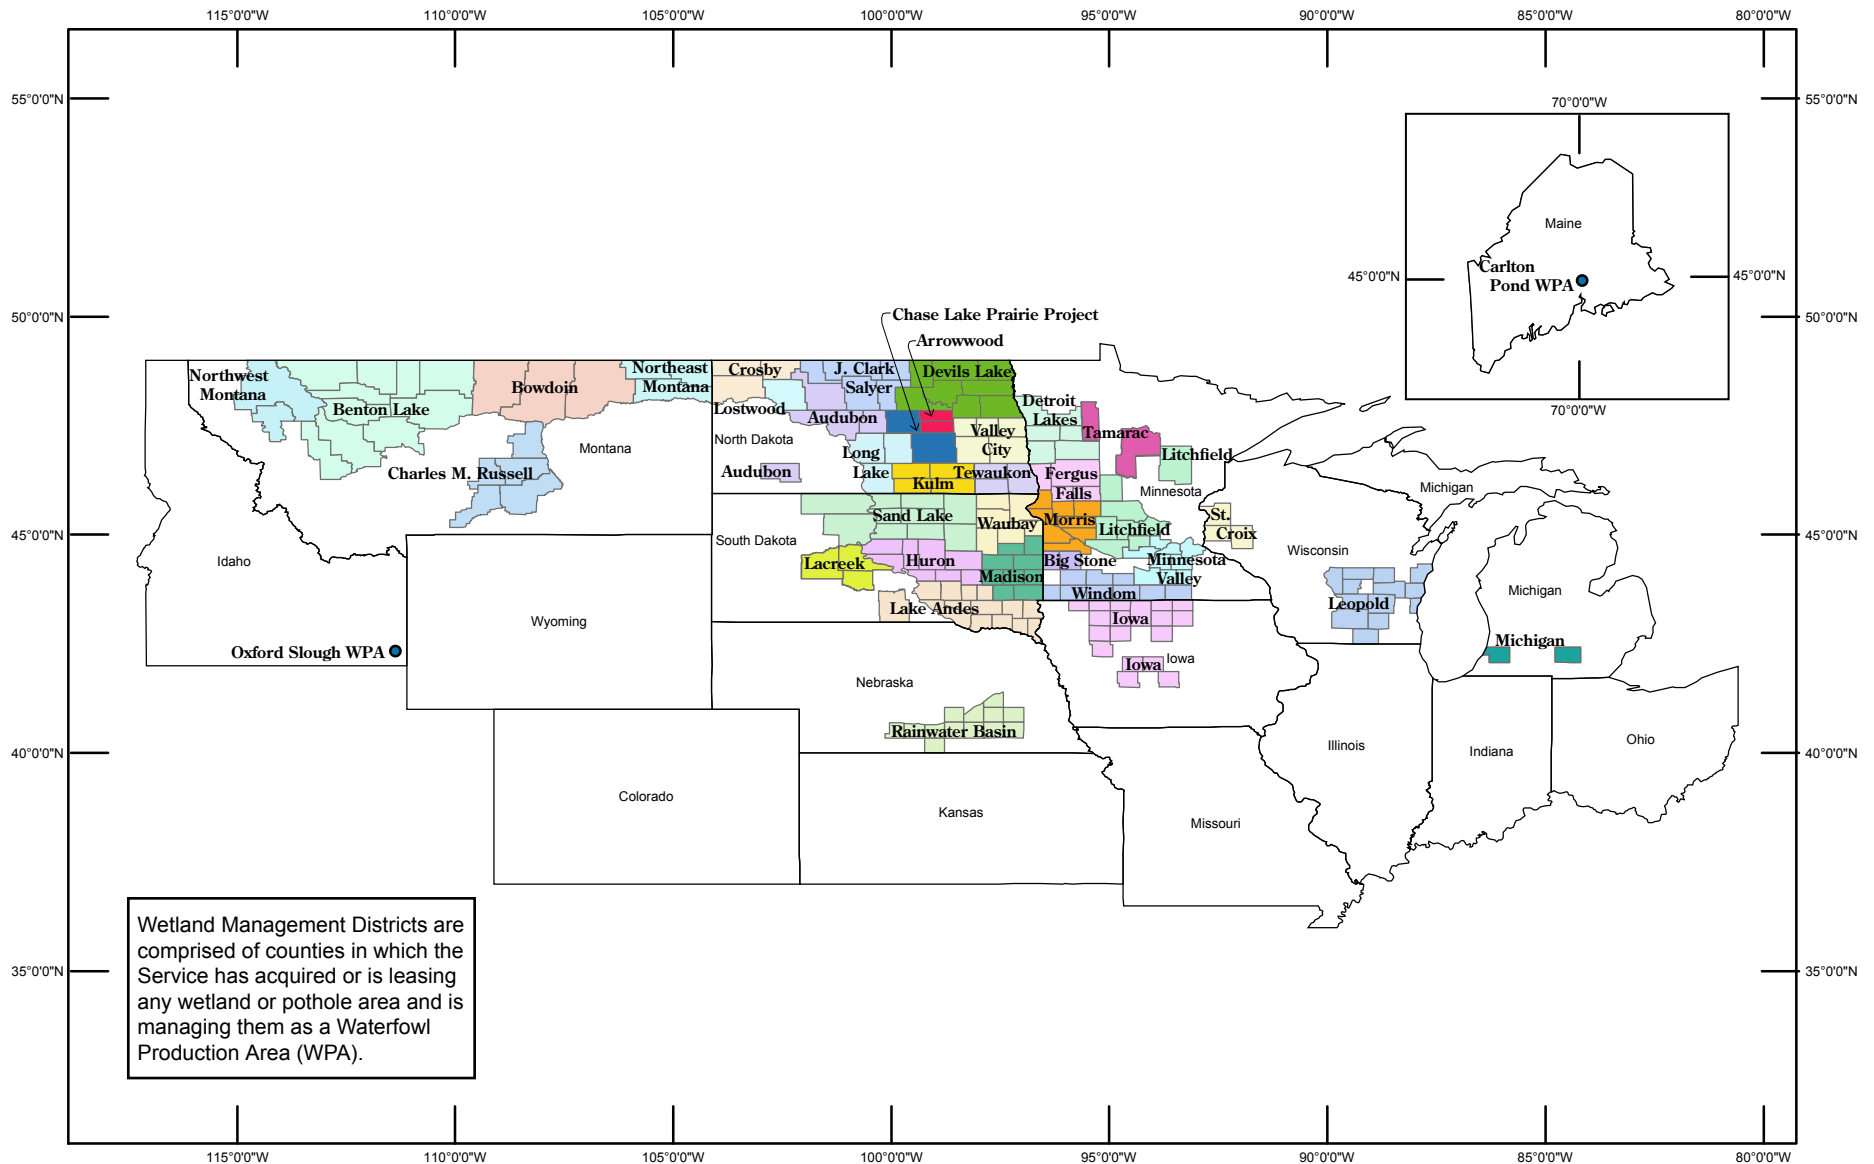 115°0'0"W 110°0'0"W 105°0'0"W 100°0'0"W 95°0'0"W 90°0'0"W 85°0'0"W 80°0'0"W
55°0'0"N 55°0'0"N
70°0'0"W
Maine
45°0'0"N 45°0'0"N
Carlton
Pond WPA
70°0'0"W
50°0'0"N 50°0'0"N
Chase Lake Prairie Project
Arrowwood
Northwest
Montana
Benton Lake
Bowdoin
Northeast
Montana
Crosby
J. Clark
Salyer
Devils Lake
Lostwood
Audubon
North Dakota
Valley
City
Long
Lake
Audubon
Kulm
Tewaukon
Montana
Charles M. Russell
Detroit
Lakes
Tamarac
Litchfield
Fergus
Falls
Minnesota
Morris
Litchfield
Big Stone
Minnesota
Valley
Windom
Sand Lake
Waubay
South Dakota
Lacreek
Huron
Madison
Lake Andes
St.
Croix
Wisconsin
Leopold
Michigan
Michigan
Michigan
45°0'0"N 45°0'0"N
Idaho
Wyoming
Oxford Slough WPA
Iowa
Iowa
Iowa
Nebraska
Rainwater Basin
40°0'0"N 40°0'0"N
Colorado
Kansas
Missouri
Illinois
Indiana
Ohio
35°0'0"N 35°0'0"N
Wetland Management Districts are
comprised of counties in which the
Service has acquired or is leasing
any wetland or pothole area and is
managing them as a Waterfowl
Production Area (WPA).
115°0'0"W 110°0'0"W 105°0'0"W 100°0'0"W 95°0'0"W 90°0'0"W 85°0'0"W 80°0'0"W